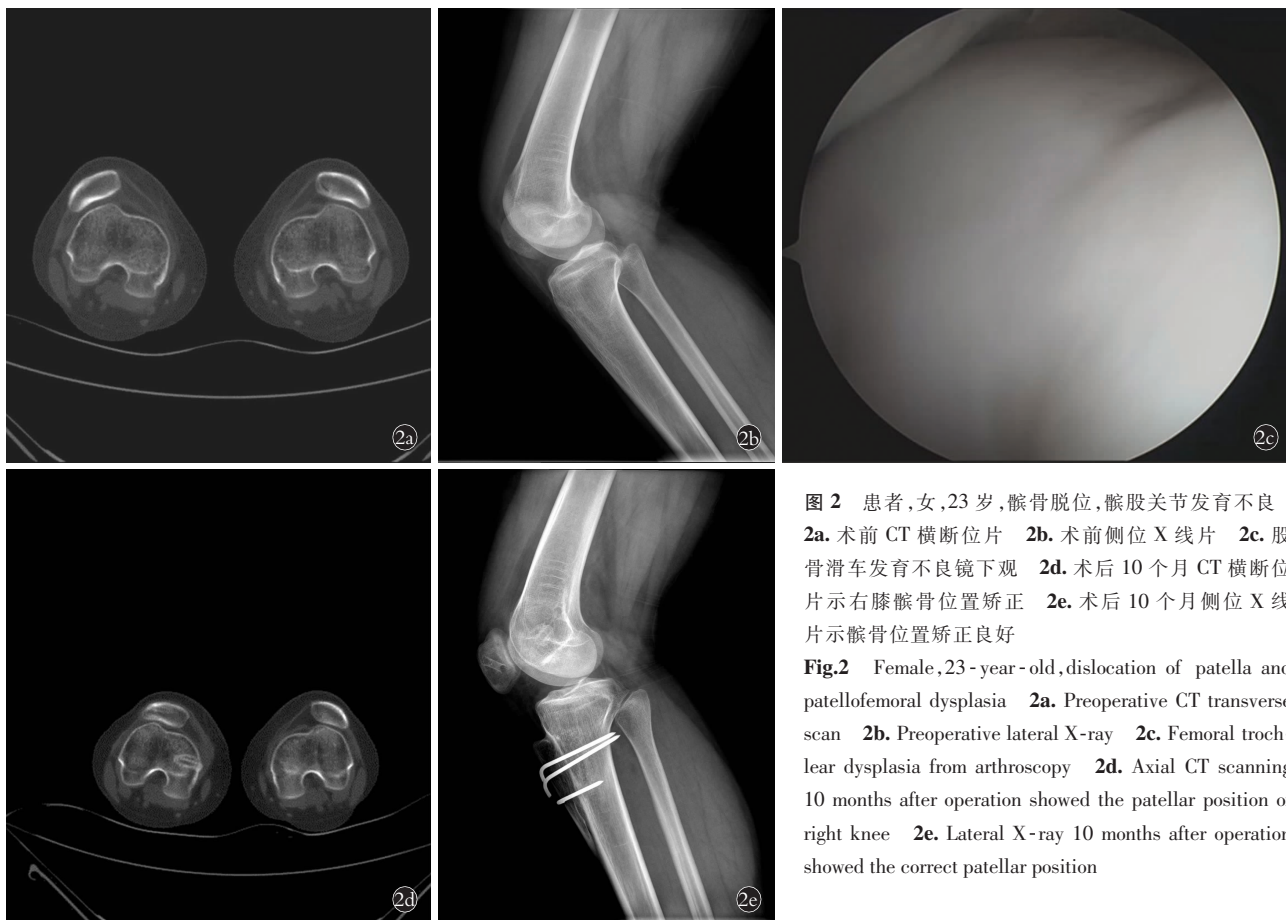 2a
2b
2c
2d
2e
图 2 患者,女,23 岁,髌骨脱位,髌股关节发育不良
2a. 术前 CT 横断位片 2b. 术前侧位 X 线片 2c. 股
骨滑车发育不良镜下观 2d. 术后 10 个月 CT 横断位
片示右膝髌骨位置矫正 2e. 术后 10 个月侧位 X 线
片示髌骨位置矫正良好
Fig.2 Female,23-year-old,dislocation of patella and
patellofemoral dysplasia 2a. Preoperative CT transverse
scan 2b. Preoperative lateral X-ray 2c. Femoral troch
lear dysplasia from arthroscopy 2d. Axial CT scanning
10 months after operation showed the patellar position o
right knee 2e. Lateral X-ray 10 months after operation
showed the correct patellar position